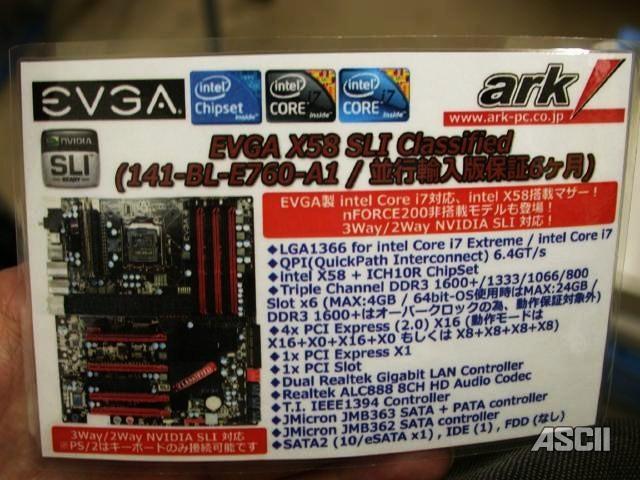 EVGA
intel Chipset inside
intel CORE i7 inside
intel CORE i7 inside
ark
www.ark-pc.co.jp
NVIDIA SLI READY
EVGA X58 SLI Classified
(141-BL-E760-A1 / 並行輸入版保証6ヶ月)
EVGA製 intel Core i7対応、intel X58搭載マザー!
nFORCE200非搭載モデルも登場!
3Way/2Way NVIDIA SLI 対応!
◆LGA1366 for intel Core i7 Extreme / intel Core i7
◆QPI(QuickPath Interconnect) 6.4GT/s
◆intel X58 + ICH10R ChipSet
◆Triple Channel DDR3 1600+/1333/1066/800
Slot x6 (MAX:4GB / 64bit-OS使用時はMAX:24GB /
DDR3 1600+はオーバークロックの為、動作保証対象外)
◆4x PCI Express (2.0) X16 (動作モードは
X16+X0+X16+X0 もしくは X8+X8+X8+X8)
◆1x PCI Express X1
◆1x PCI Slot
◆Dual Realtek Gigabit LAN Controller
◆Realtek ALC888 8CH HD Audio Codec
◆T.I. IEEE1394 Controller
◆JMicron JMB363 SATA + PATA controller
◆JMicron JMB362 SATA controller
◆SATA2 (10/eSATA x1) , IDE (1) , FDD (なし)
CLASSIFIED
3Way/2Way NVIDIA SLI 対応
※PS/2はキーボードのみ接続可能です
ASCII